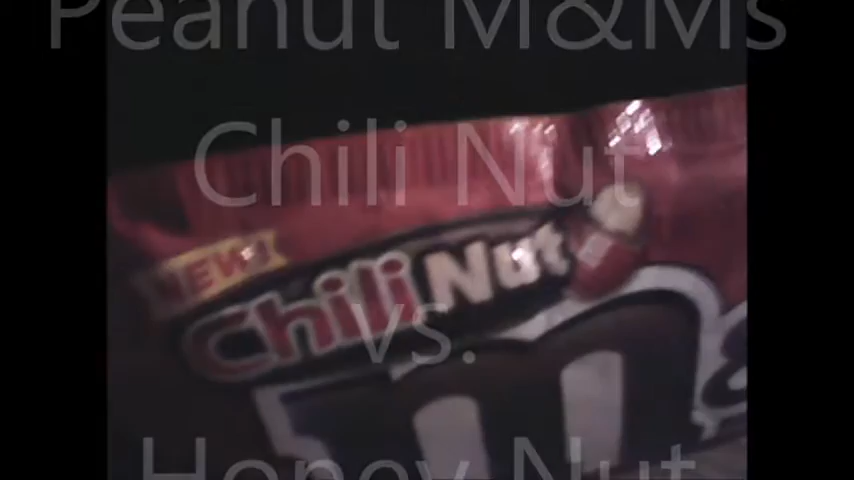 Peanut M&Ms
Chili Nut
NEW!
Chili Nut
vs.
m
Honey Nut